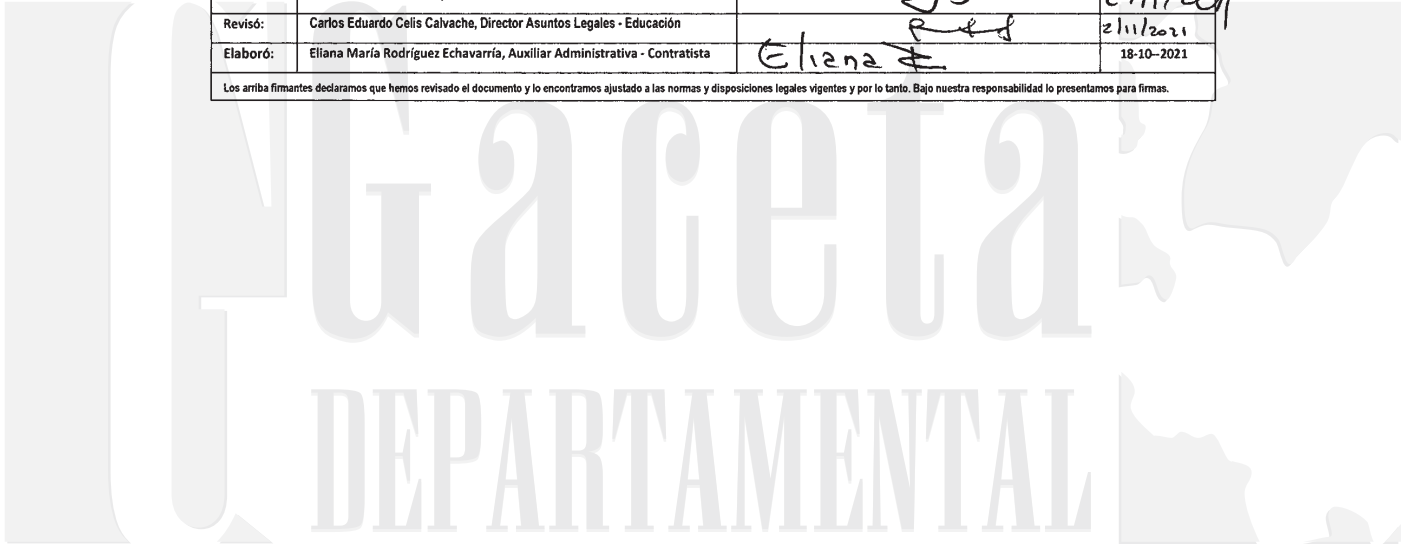 Revisó: Carlos Eduardo Celis Calvache, Director Asuntos Legales - Educación 2/11/2021
Elaboró: Eliana María Rodríguez Echavarría, Auxiliar Administrativa - Contratista Eliana R 18-10--2021
Los arriba firmantes declaramos que hemos revisado el documento y lo encontramos ajustado a las normas y disposiciones legales vigentes y por lo tanto. Bajo nuestra responsabilidad lo presentamos para firmas.
Gaceta
DEPARTAMENTAL